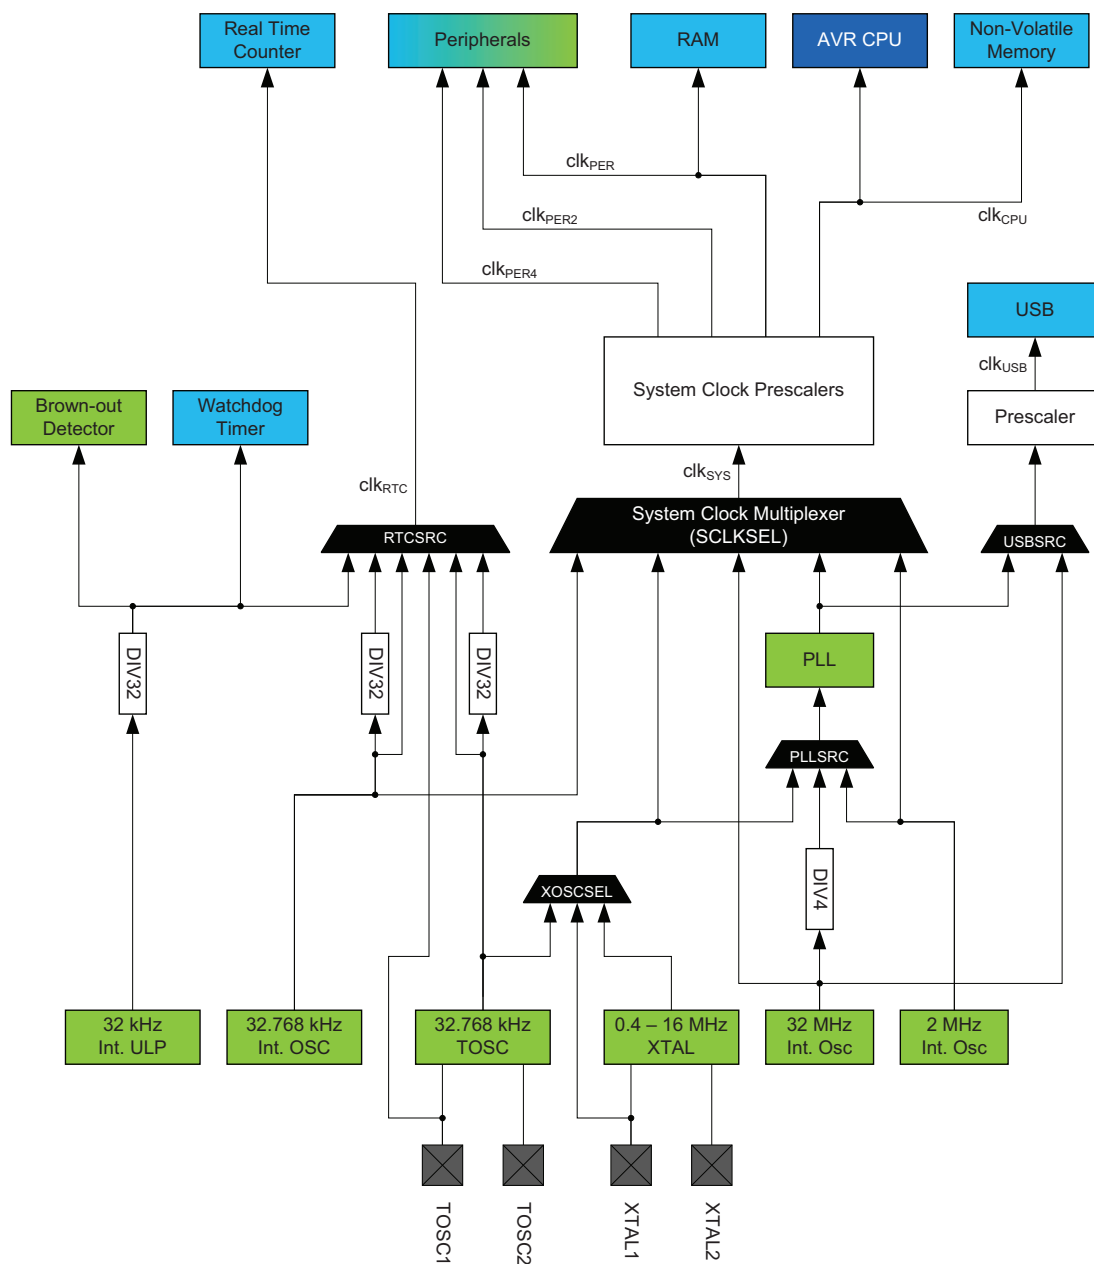 Real Time
Counter
Peripherals
RAM
AVR CPU
Non-Volatile
Memory
clkPER
clkPER2
clkCPU
clkPER4
USB
clkUSB
System Clock Prescalers
Brown-out
Detector
Watchdog
Timer
Prescaler
clkSYS
clkRTC
System Clock Multiplexer
(SCLKSEL)
RTCSRC
USBSRC
DIV32
DIV32
DIV32
PLL
PLLSRC
XOSCSEL
DIV4
32 kHz
Int. ULP
32.768 kHz
Int. OSC
32.768 kHz
TOSC
0.4 – 16 MHz
XTAL
32 MHz
Int. Osc
2 MHz
Int. Osc
TOSC1
TOSC2
XTAL1
XTAL2